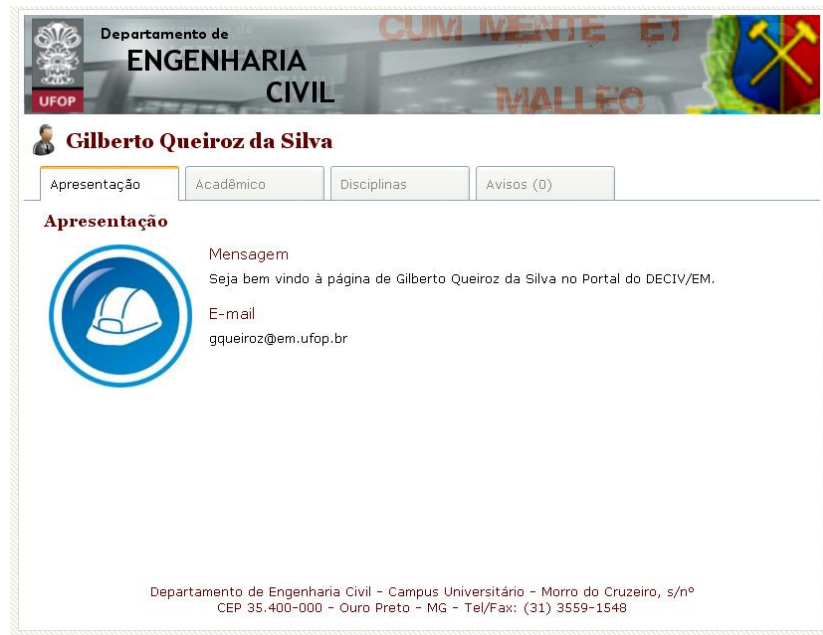 Departamento de
ENGENHARIA
CIVIL
CUM MENTE ET
MALLEO
UFOP
Gilberto Queiroz da Silva
Apresentação
Acadêmico
Disciplinas
Avisos (0)
Apresentação
Mensagem
Seja bem vindo à página de Gilberto Queiroz da Silva no Portal do DECIV/EM.
E-mail
gqueiroz@em.ufop.br
Departamento de Engenharia Civil - Campus Universitário - Morro do Cruzeiro, s/nº
CEP 35.400-000 - Ouro Preto - MG - Tel/Fax: (31) 3559-1548